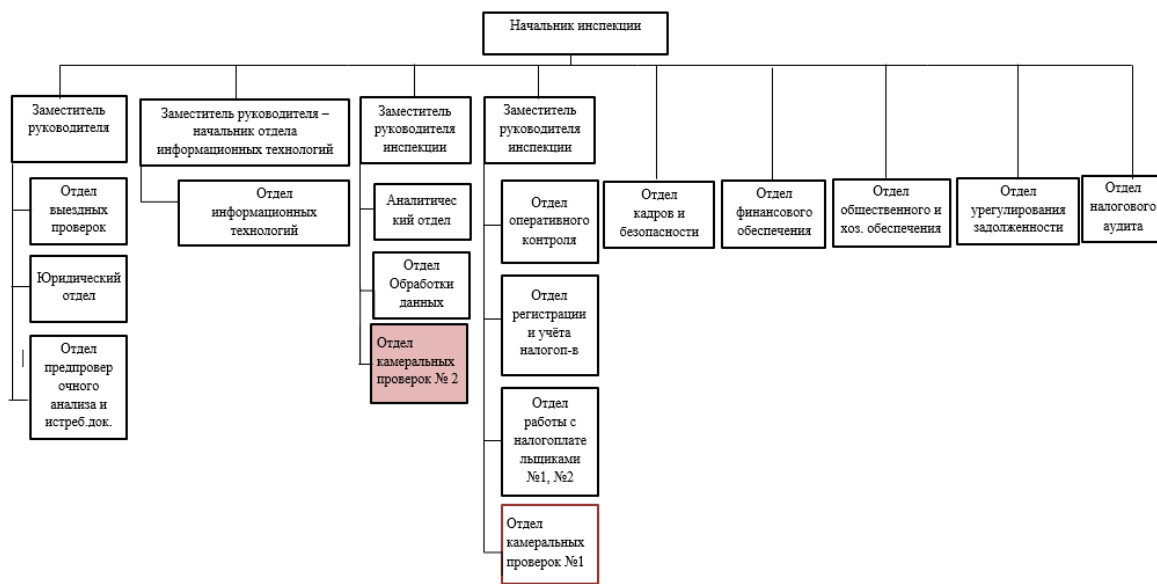 Начальник инспекции
Заместитель
руководителя
Заместитель руководителя –
начальник отдела
информационных технологий
Заместитель
руководителя
инспекции
Заместитель
руководителя
инспекции
Отдел
выездных
проверок
Юридический
отдел
Отдел
предпровер
очного
анализа и
истреб.док.
Отдел
информационных
технологий
Аналитичес
кий отдел
Отдел
Обработки
данных
Отдел
камеральных
проверок № 2
Отдел
оперативного
контроля
Отдел
регистрации
и учёта
налогоп-в
Отдел
работы с
налогоплате
льщиками
№1, №2
Отдел
камеральных
проверок №1
Отдел
кадров и
безопасности
Отдел
финансового
обеспечения
Отдел
общественного и
хоз. обеспечения
Отдел
урегулирования
задолженности
Отдел
налогового
аудита